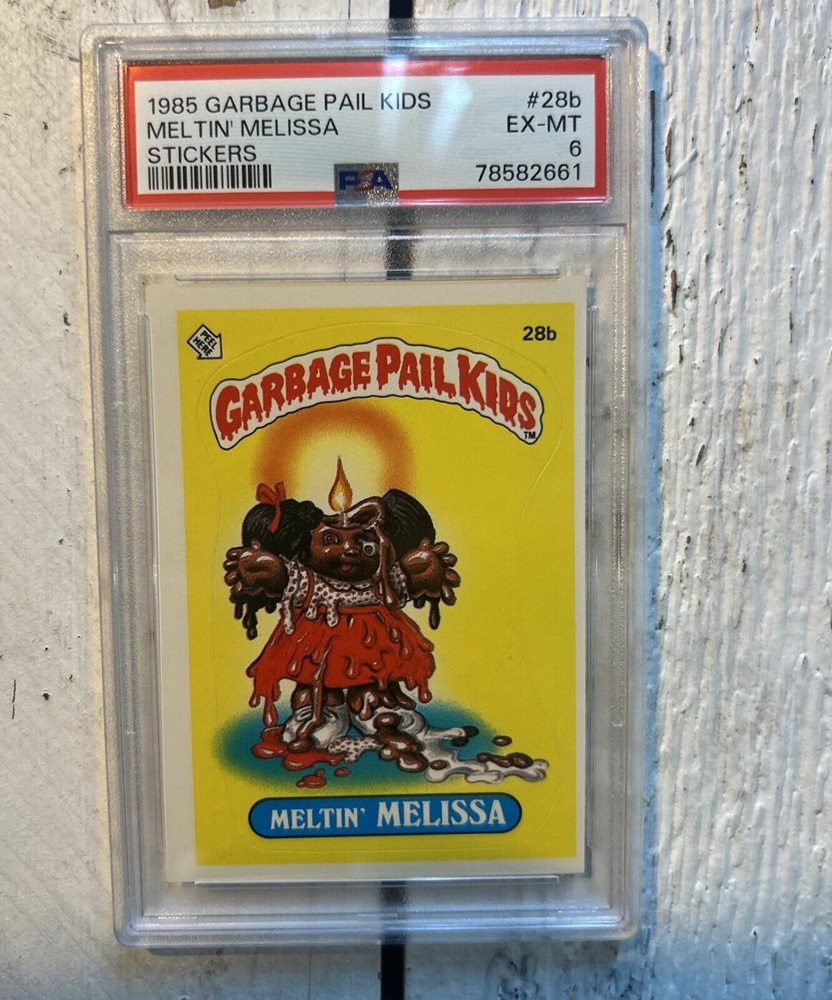 1985 GARBAGE PAIL KIDS #28b
MELTIN' MELISSA EX-MT
STICKERS 6
PSA 78582661
PEEL
HERE
28b
GARBAGE PAIL KIDS
TM
MELTIN' MELISSA